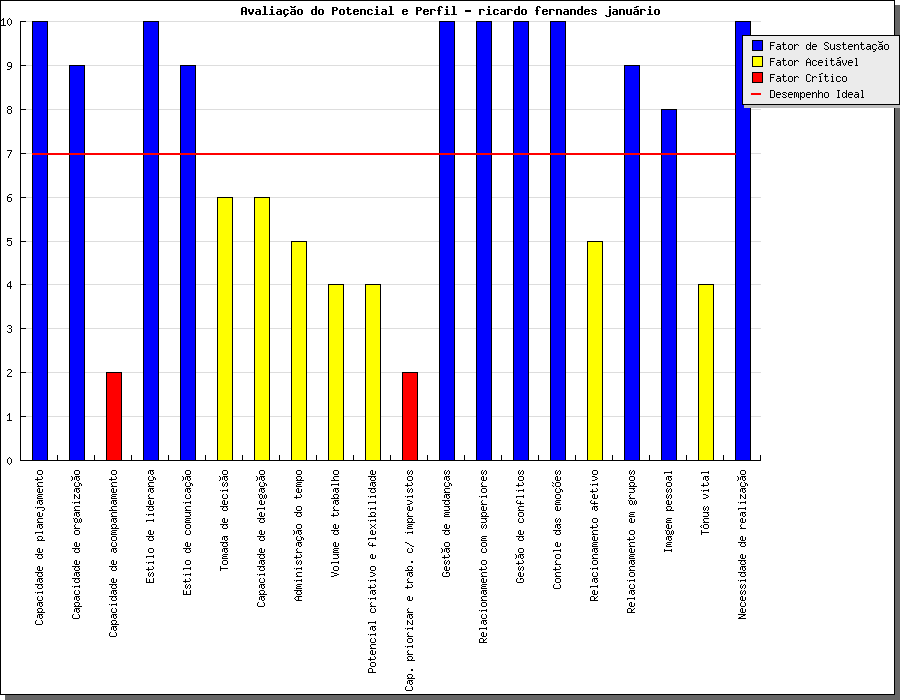 Avaliação do Potencial e Perfil - ricardo fernandes januário
10
9
8
7
6
5
4
3
2
1
0
Fator de Sustentação
Fator Aceitável
Fator Crítico
Desempenho Ideal
Capacidade de planejamento
Capacidade de organização
Capacidade de acompanhamento
Estilo de liderança
Estilo de comunicação
Tomada de decisão
Capacidade de delegação
Administração do tempo
Volume de trabalho
Potencial criativo e flexibilidade
Cap. priorizar e trab. c/ imprevistos
Gestão de mudanças
Relacionamento com superiores
Gestão de conflitos
Controle das emoções
Relacionamento afetivo
Relacionamento em grupos
Imagem pessoal
Tônus vital
Necessidade de realização